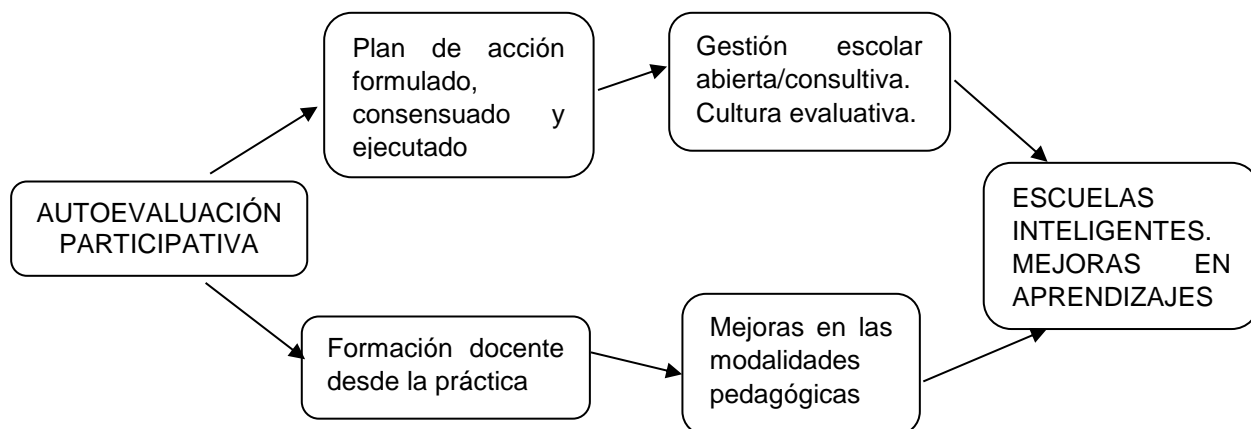 Plan de acción
formulado,
consensuado y
ejecutado
Gestión escolar
abierta/consultiva.
Cultura evaluativa.
AUTOEVALUACIÓN
PARTICIPATIVA
ESCUELAS
INTELIGENTES.
MEJORAS EN
APRENDIZAJES
Formación docente
desde la práctica
Mejoras en las
modalidades
pedagógicas